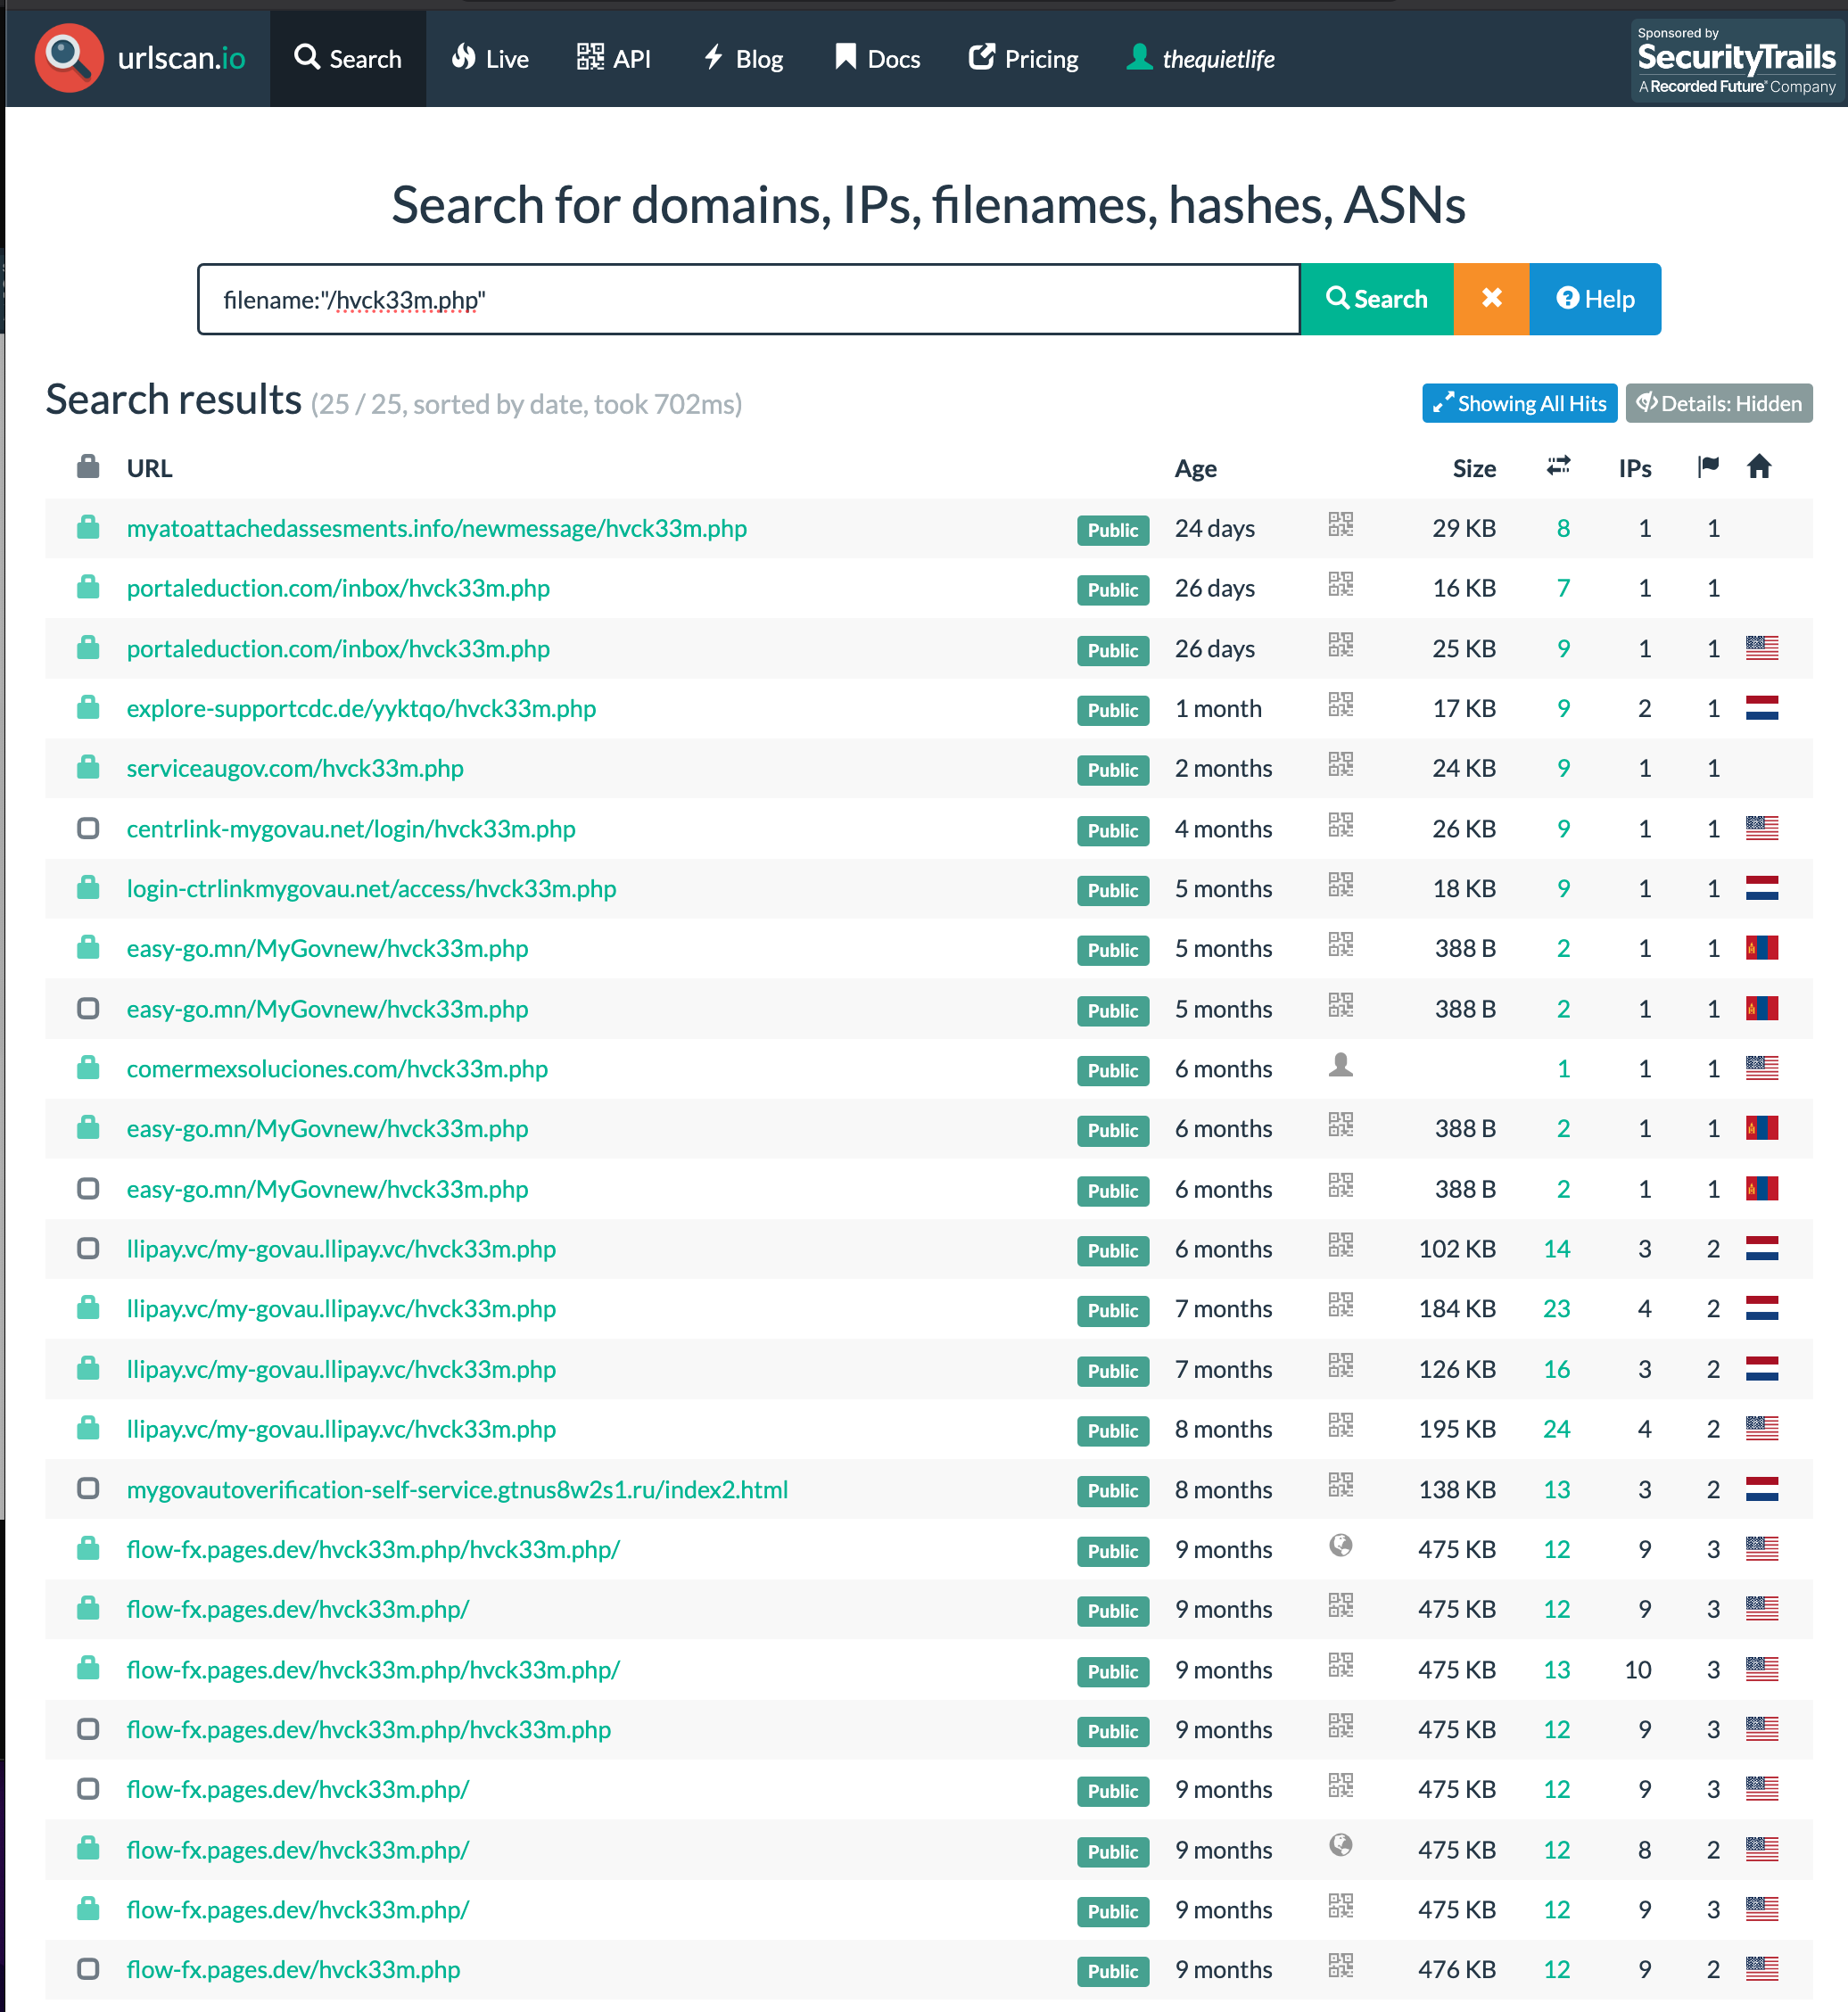 urlscan.io Search Live API Blog Docs Pricing thequietlife
Sponsored by
SecurityTrails
A Recorded Future® Company
Search for domains, IPs, filenames, hashes, ASNs
filename:"/hvck33m.php" Search Help
Search results (25 / 25, sorted by date, took 702ms) Showing All Hits Details: Hidden
URL Age Size IPs
myatoattachedassesments.info/newmessage/hvck33m.php Public 24 days 29 KB 8 1 1
portaleduction.com/inbox/hvck33m.php Public 26 days 16 KB 7 1 1
portaleduction.com/inbox/hvck33m.php Public 26 days 25 KB 9 1 1
explore-supportcdc.de/yyktqo/hvck33m.php Public 1 month 17 KB 9 2 1
serviceaugov.com/hvck33m.php Public 2 months 24 KB 9 1 1
centrlink-mygovau.net/login/hvck33m.php Public 4 months 26 KB 9 1 1
login-ctrlinkmygovau.net/access/hvck33m.php Public 5 months 18 KB 9 1 1
easy-go.mn/MyGovnew/hvck33m.php Public 5 months 388 B 2 1 1
easy-go.mn/MyGovnew/hvck33m.php Public 5 months 388 B 2 1 1
comermexsoluciones.com/hvck33m.php Public 6 months 1 1 1
easy-go.mn/MyGovnew/hvck33m.php Public 6 months 388 B 2 1 1
easy-go.mn/MyGovnew/hvck33m.php Public 6 months 388 B 2 1 1
llipay.vc/my-govau.llipay.vc/hvck33m.php Public 6 months 102 KB 14 3 2
llipay.vc/my-govau.llipay.vc/hvck33m.php Public 7 months 184 KB 23 4 2
llipay.vc/my-govau.llipay.vc/hvck33m.php Public 7 months 126 KB 16 3 2
llipay.vc/my-govau.llipay.vc/hvck33m.php Public 8 months 195 KB 24 4 2
mygovautoverification-self-service.gtnus8w2s1.ru/index2.html Public 8 months 138 KB 13 3 2
flow-fx.pages.dev/hvck33m.php/hvck33m.php/ Public 9 months 475 KB 12 9 3
flow-fx.pages.dev/hvck33m.php/ Public 9 months 475 KB 12 9 3
flow-fx.pages.dev/hvck33m.php/hvck33m.php/ Public 9 months 475 KB 13 10 3
flow-fx.pages.dev/hvck33m.php/hvck33m.php Public 9 months 475 KB 12 9 3
flow-fx.pages.dev/hvck33m.php/ Public 9 months 475 KB 12 9 3
flow-fx.pages.dev/hvck33m.php/ Public 9 months 475 KB 12 8 2
flow-fx.pages.dev/hvck33m.php/ Public 9 months 475 KB 12 9 3
flow-fx.pages.dev/hvck33m.php Public 9 months 476 KB 12 9 2